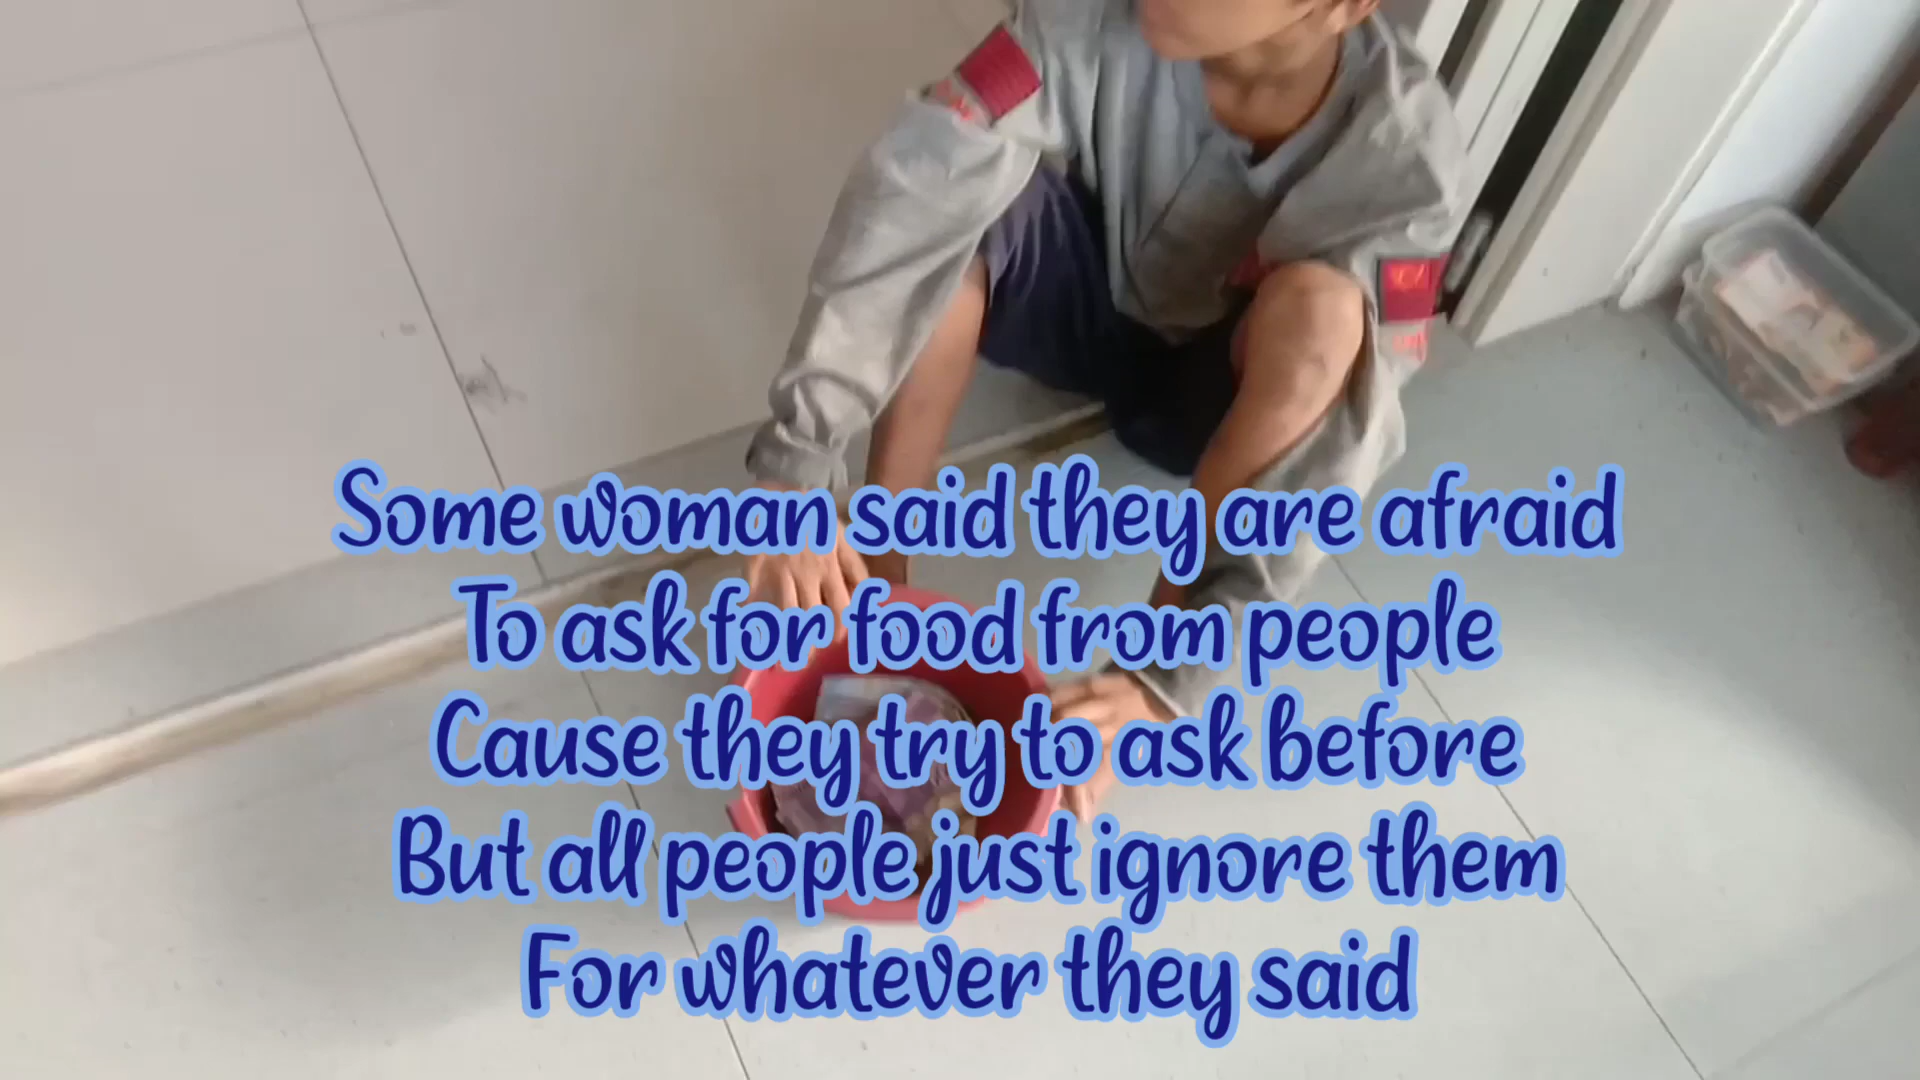 Some woman said they are afraid
To ask for food from people
Cause they try to ask before
But all people just ignore them
For whatever they said